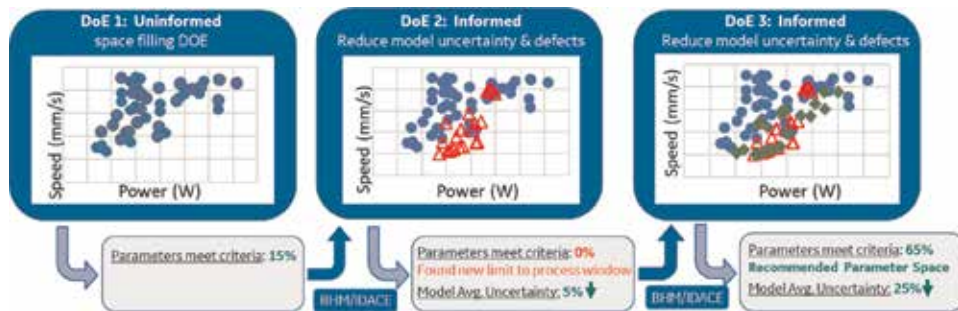 DoE 1: Uninformed
space filling DOE
Speed (mm/s)
Power (W)
Parameters meet criteria: 15%
BHM/IDACE
DoE 2: Informed
Reduce model uncertainty & defects
Speed (mm/s)
Power (W)
Parameters meet criteria: 0%
Found new limit to process window
Model Avg. Uncertainty: 5%
BHM/IDACE
DoE 3: Informed
Reduce model uncertainty & defects
Speed (mm/s)
Power (W)
Parameters meet criteria: 65%
Recommended Parameter Space
Model Avg. Uncertainty: 25%